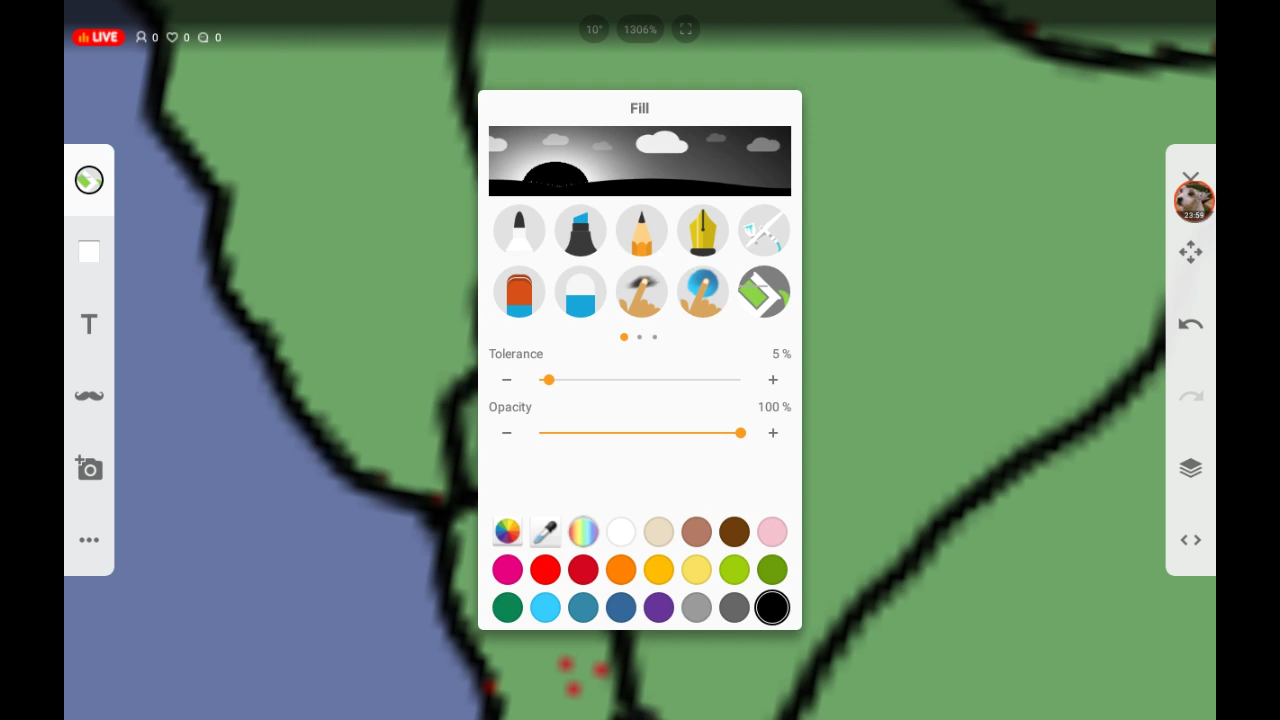 LIVE 0 0 0
10° 1306%
Fill
23:59
T
Tolerance 5 %
Opacity 100 %